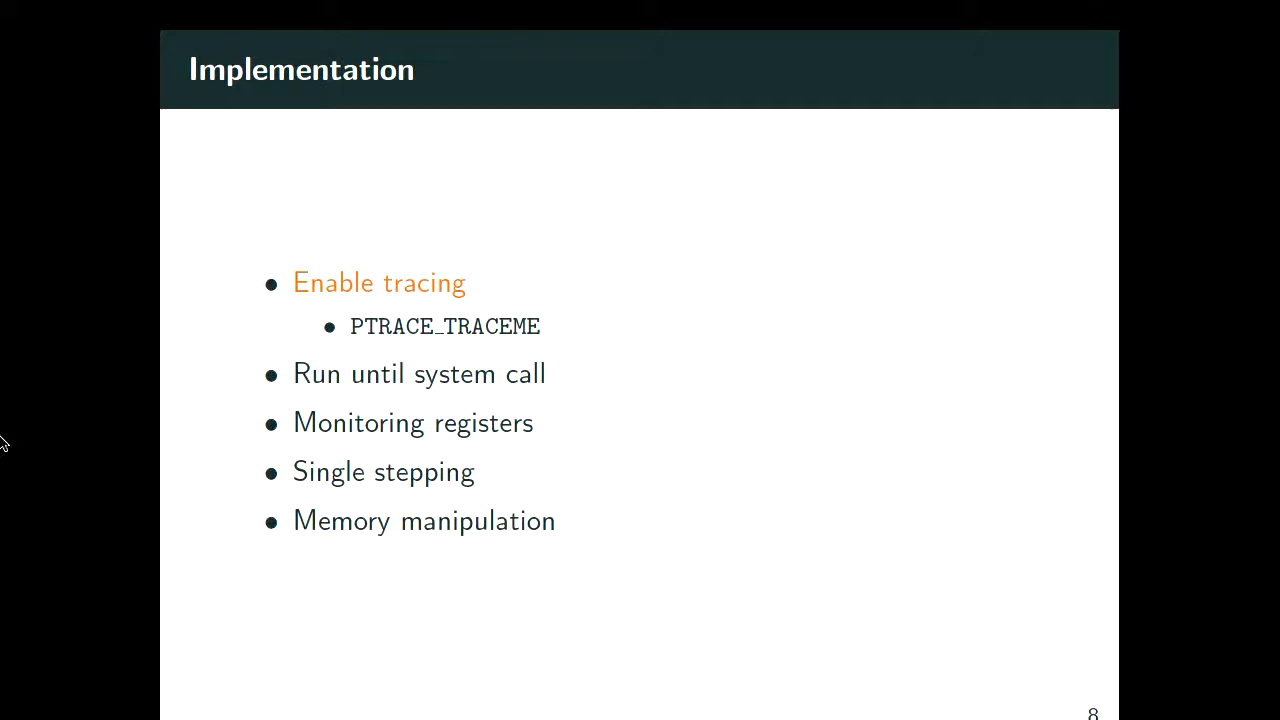 Implementation
• Enable tracing
• PTRACE_TRACEME
• Run until system call
• Monitoring registers
• Single stepping
• Memory manipulation
8